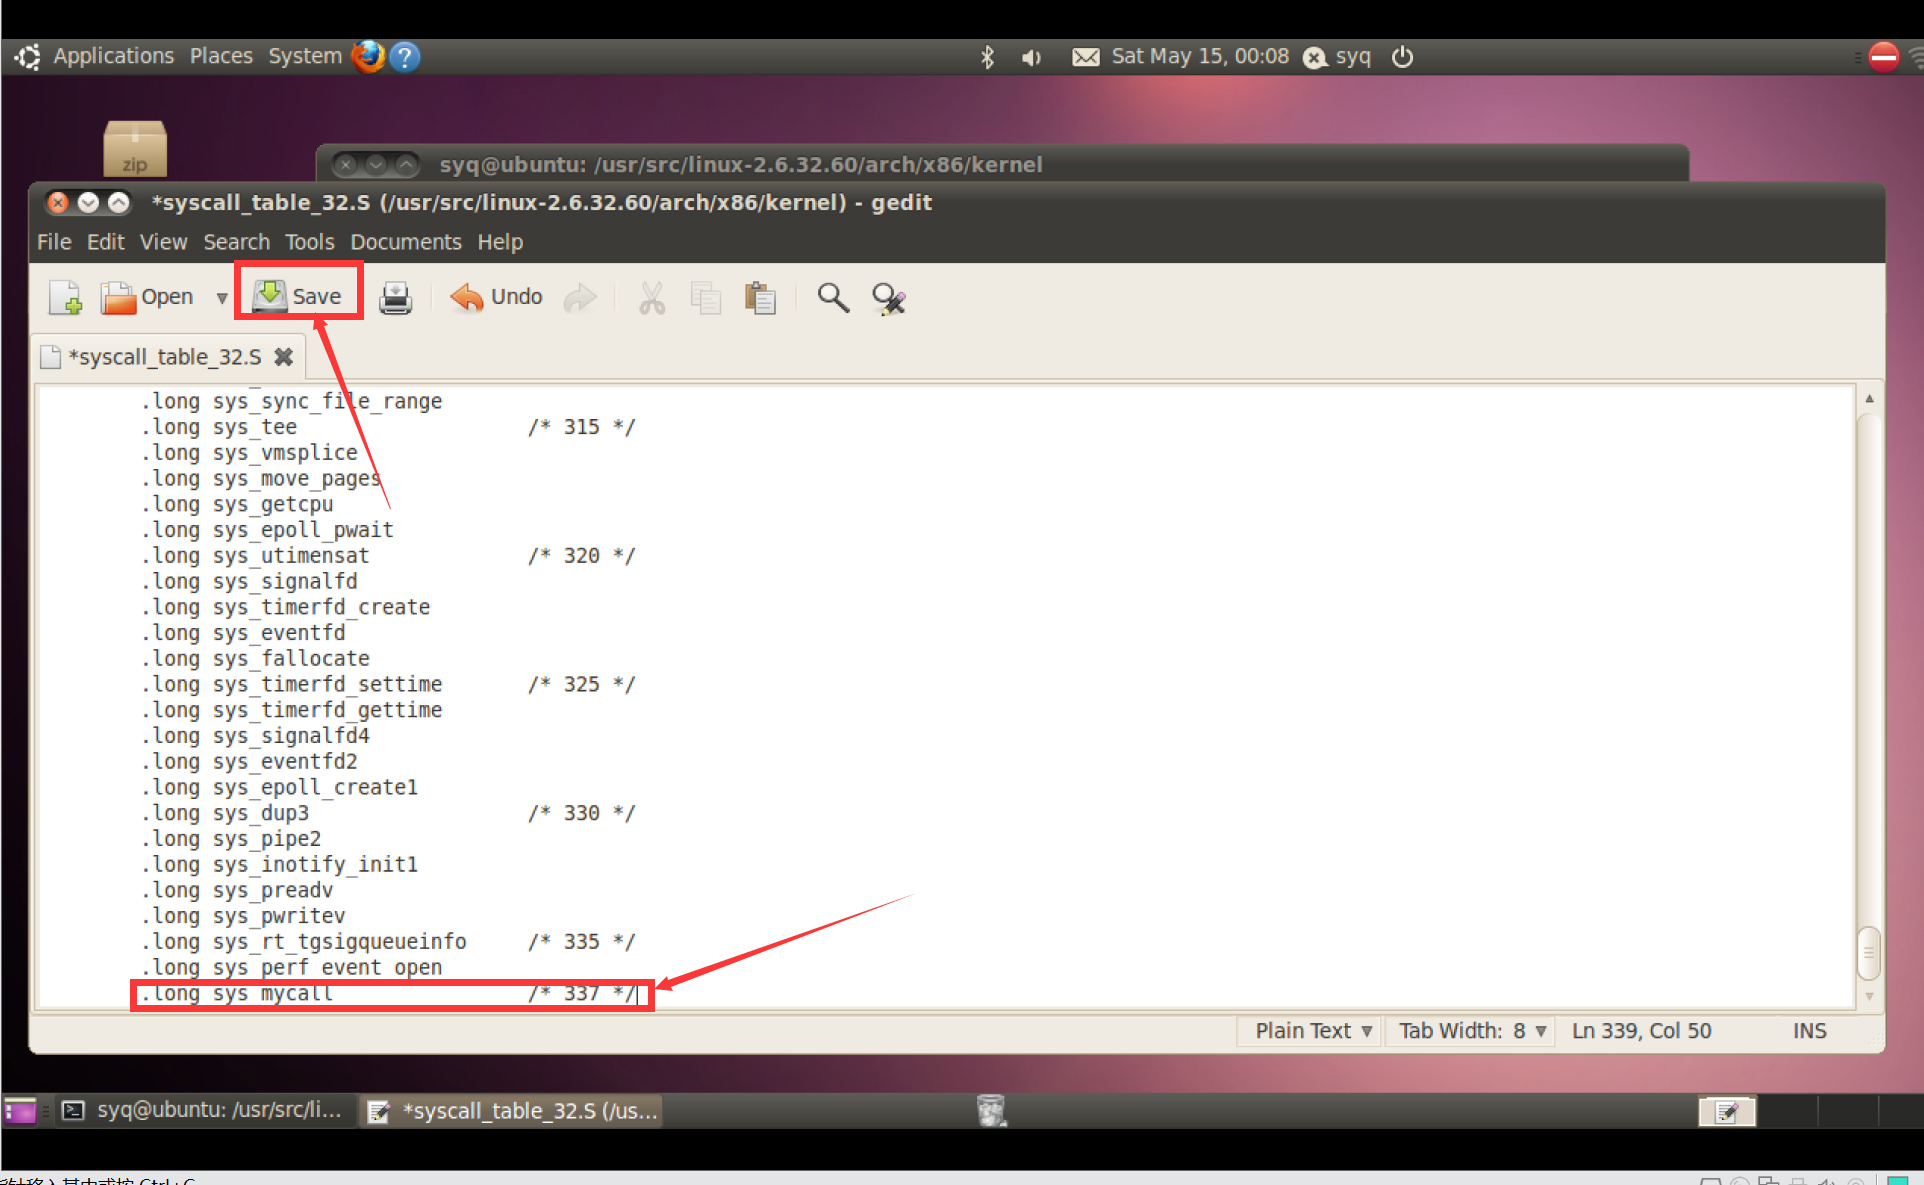 Applications Places System
Sat May 15, 00:08 syq
zip
syq@ubuntu: /usr/src/linux-2.6.32.60/arch/x86/kernel
*syscall_table_32.S (/usr/src/linux-2.6.32.60/arch/x86/kernel) - gedit
File Edit View Search Tools Documents Help
Open Save Undo
*syscall_table_32.S
.long sys_sync_file_range
.long sys_tee /* 315 */
.long sys_vmsplice
.long sys_move_pages
.long sys_getcpu
.long sys_epoll_pwait
.long sys_utimensat /* 320 */
.long sys_signalfd
.long sys_timerfd_create
.long sys_eventfd
.long sys_fallocate
.long sys_timerfd_settime /* 325 */
.long sys_timerfd_gettime
.long sys_signalfd4
.long sys_eventfd2
.long sys_epoll_create1
.long sys_dup3 /* 330 */
.long sys_pipe2
.long sys_inotify_init1
.long sys_preadv
.long sys_pwritev
.long sys_rt_tgsigqueueinfo /* 335 */
.long sys_perf_event_open
.long sys_mycall /* 337 */
Plain Text Tab Width: 8 Ln 339, Col 50 INS
syq@ubuntu: /usr/src/li... *syscall_table_32.S (/us...